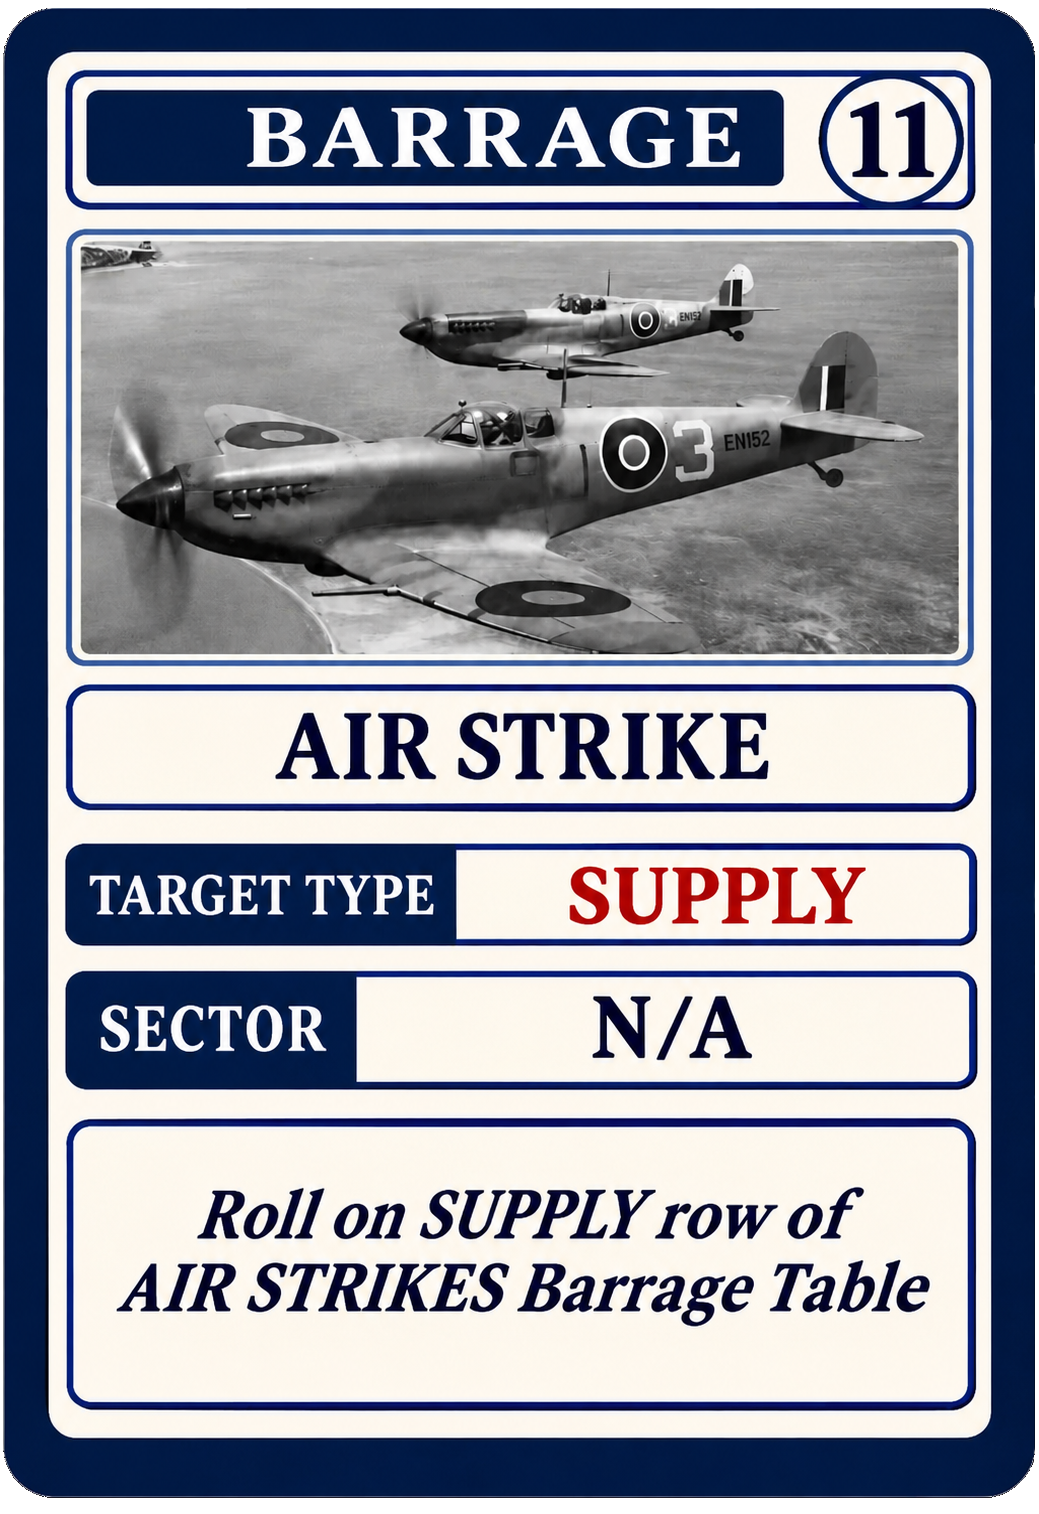 BARRAGE 11
EN152
3 EN152
AIR STRIKE
TARGET TYPE SUPPLY
SECTOR N/A
Roll on SUPPLY row of
AIR STRIKES Barrage Table